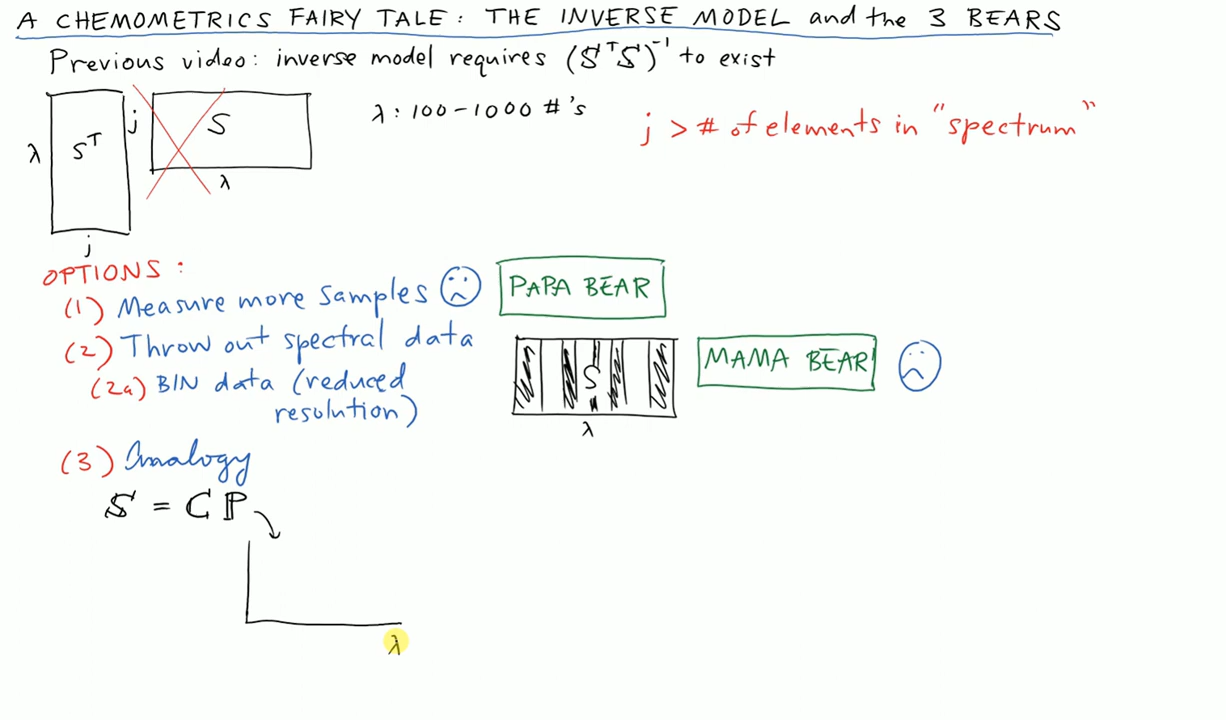 A CHEMOMETRICS FAIRY TALE: THE INVERSE MODEL and the 3 BEARS
Previous video: inverse model requires (SᵀS)⁻¹ to exist
λ Sᵀ j
j S λ
λ: 100-1000 #'s
j > # of elements in "spectrum"
OPTIONS:
(1) Measure more samples
PAPA BEAR
(2) Throw out spectral data
(2a) BIN data (reduced
resolution)
S
λ
MAMA BEAR
(3) Analogy
S = C P
λ